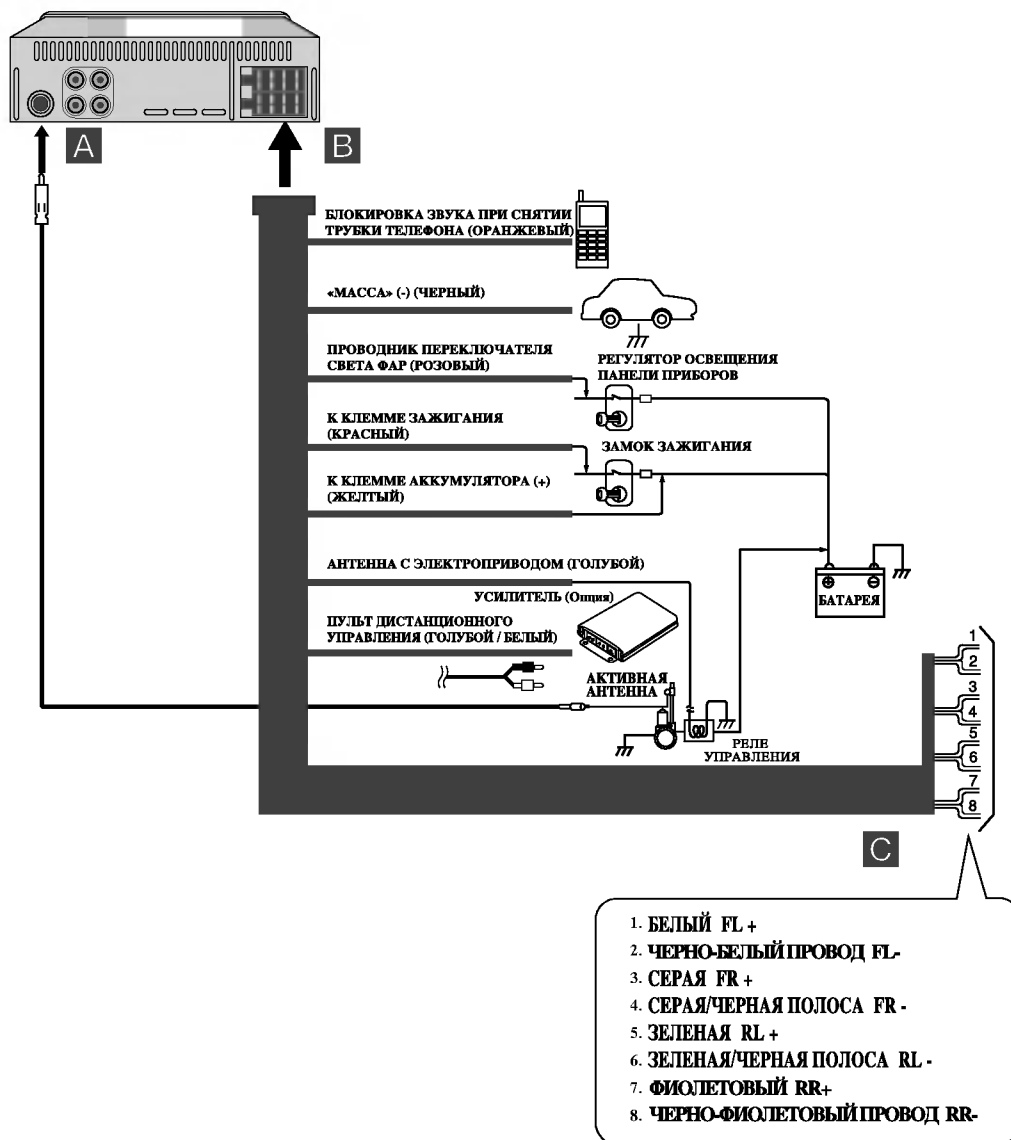 A
B
БЛОКИРОВКА ЗВУКА ПРИ СНЯТИИ
ТРУБКИ ТЕЛЕФОНА (ОРАНЖЕВЫЙ)
«МАССА» (-) (ЧЕРНЫЙ)
ПРОВОДНИК ПЕРЕКЛЮЧАТЕЛЯ
СВЕТА ФАР (РОЗОВЫЙ)
РЕГУЛЯТОР ОСВЕЩЕНИЯ
ПАНЕЛИ ПРИБОРОВ
К КЛЕММЕ ЗАЖИГАНИЯ
(КРАСНЫЙ)
ЗАМОК ЗАЖИГАНИЯ
К КЛЕММЕ АККУМУЛЯТОРА (+)
(ЖЕЛТЫЙ)
АНТЕННА С ЭЛЕКТРОПРИВОДОМ (ГОЛУБОЙ)
БАТАРЕЯ
УСИЛИТЕЛЬ (Опция)
ПУЛЬТ ДИСТАНЦИОННОГО
УПРАВЛЕНИЯ (ГОЛУБОЙ / БЕЛЫЙ)
АКТИВНАЯ
АНТЕННА
РЕЛЕ
УПРАВЛЕНИЯ
1
2
3
4
5
6
7
8
C
1. БЕЛЫЙ FL +
2. ЧЕРНО-БЕЛЫЙ ПРОВОД FL-
3. СЕРАЯ FR +
4. СЕРАЯ/ЧЕРНАЯ ПОЛОСА FR -
5. ЗЕЛЕНАЯ RL +
6. ЗЕЛЕНАЯ/ЧЕРНАЯ ПОЛОСА RL -
7. ФИОЛЕТОВЫЙ RR+
8. ЧЕРНО-ФИОЛЕТОВЫЙ ПРОВОД RR-